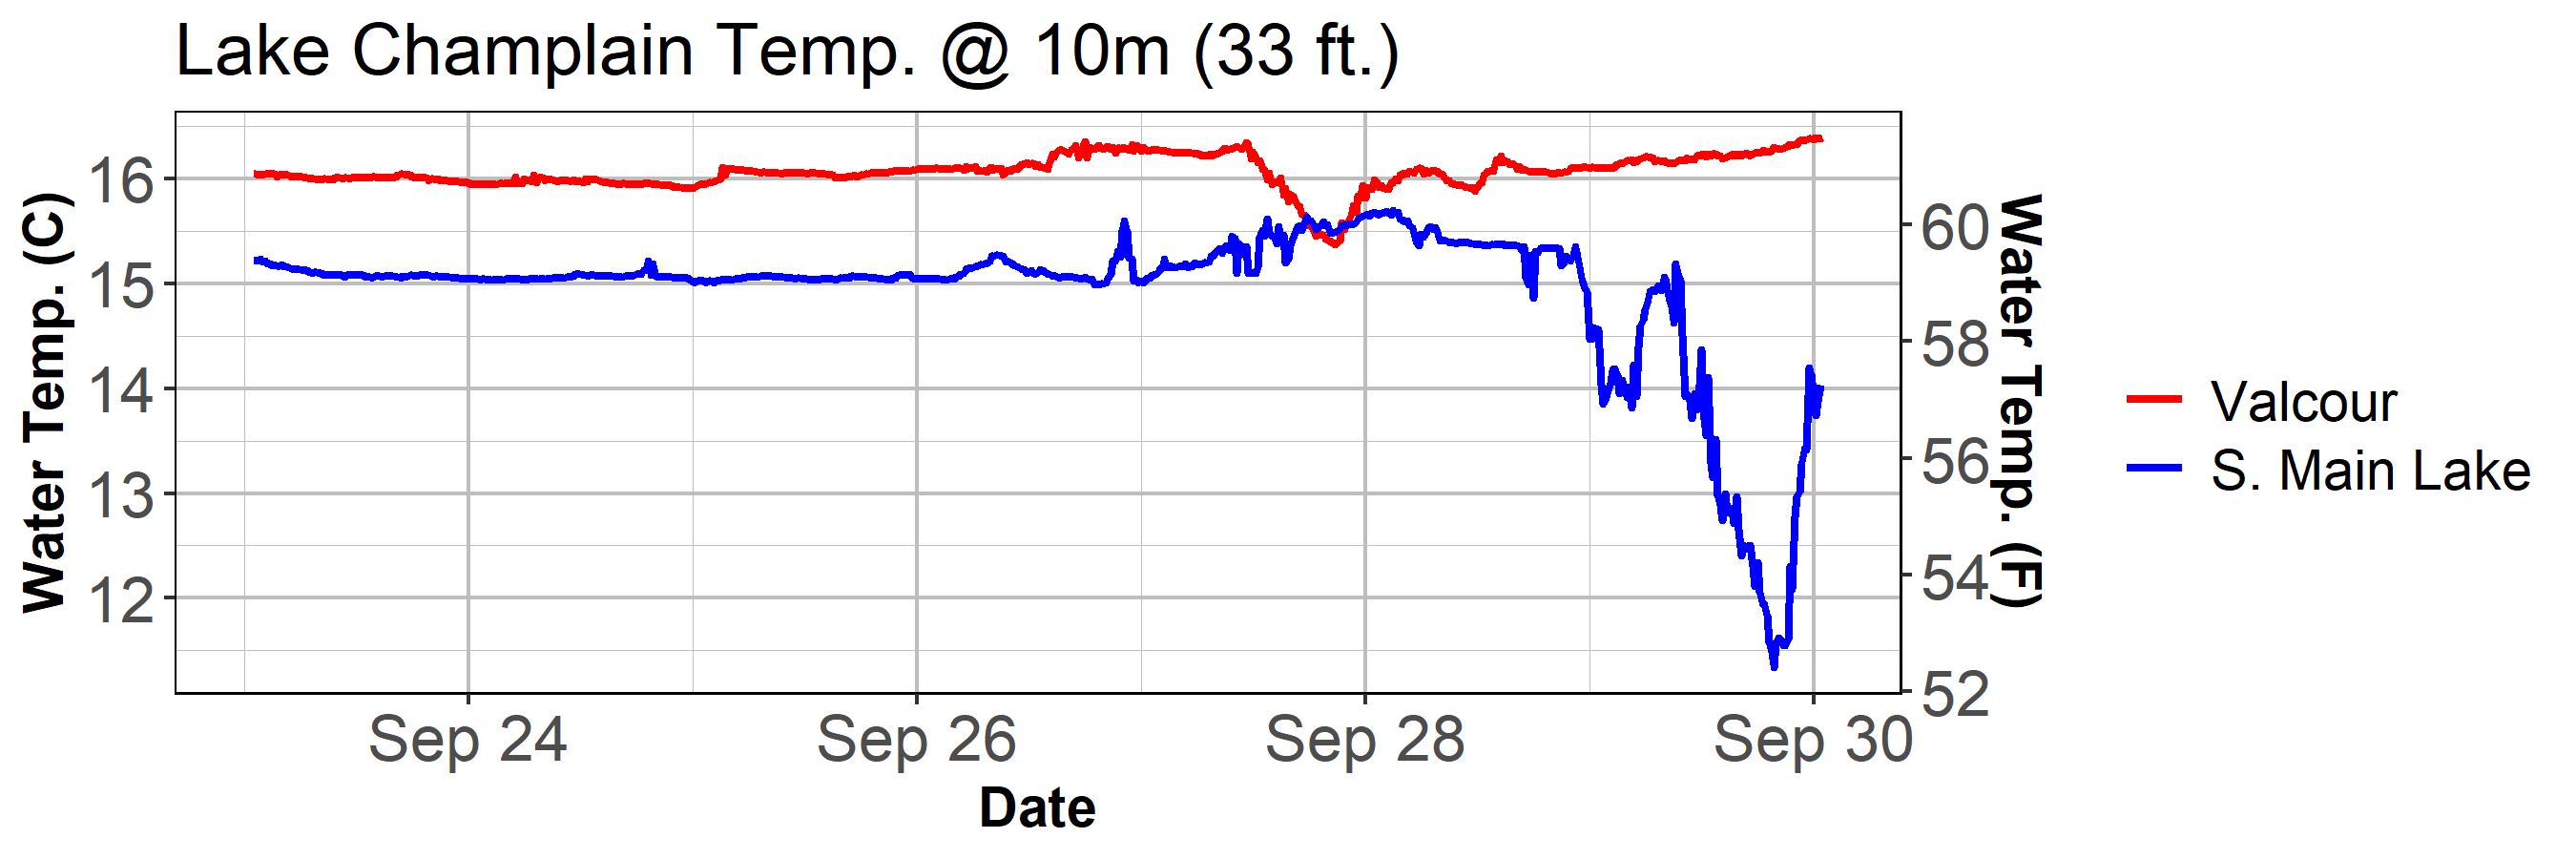 Lake Champlain Temp. @ 10m (33 ft.)
Water Temp. (C)
16
15
14
13
12
60
58
56
54
52
Water Temp. (F)
Sep 24
Sep 26
Sep 28
Sep 30
Date
Valcour
S. Main Lake